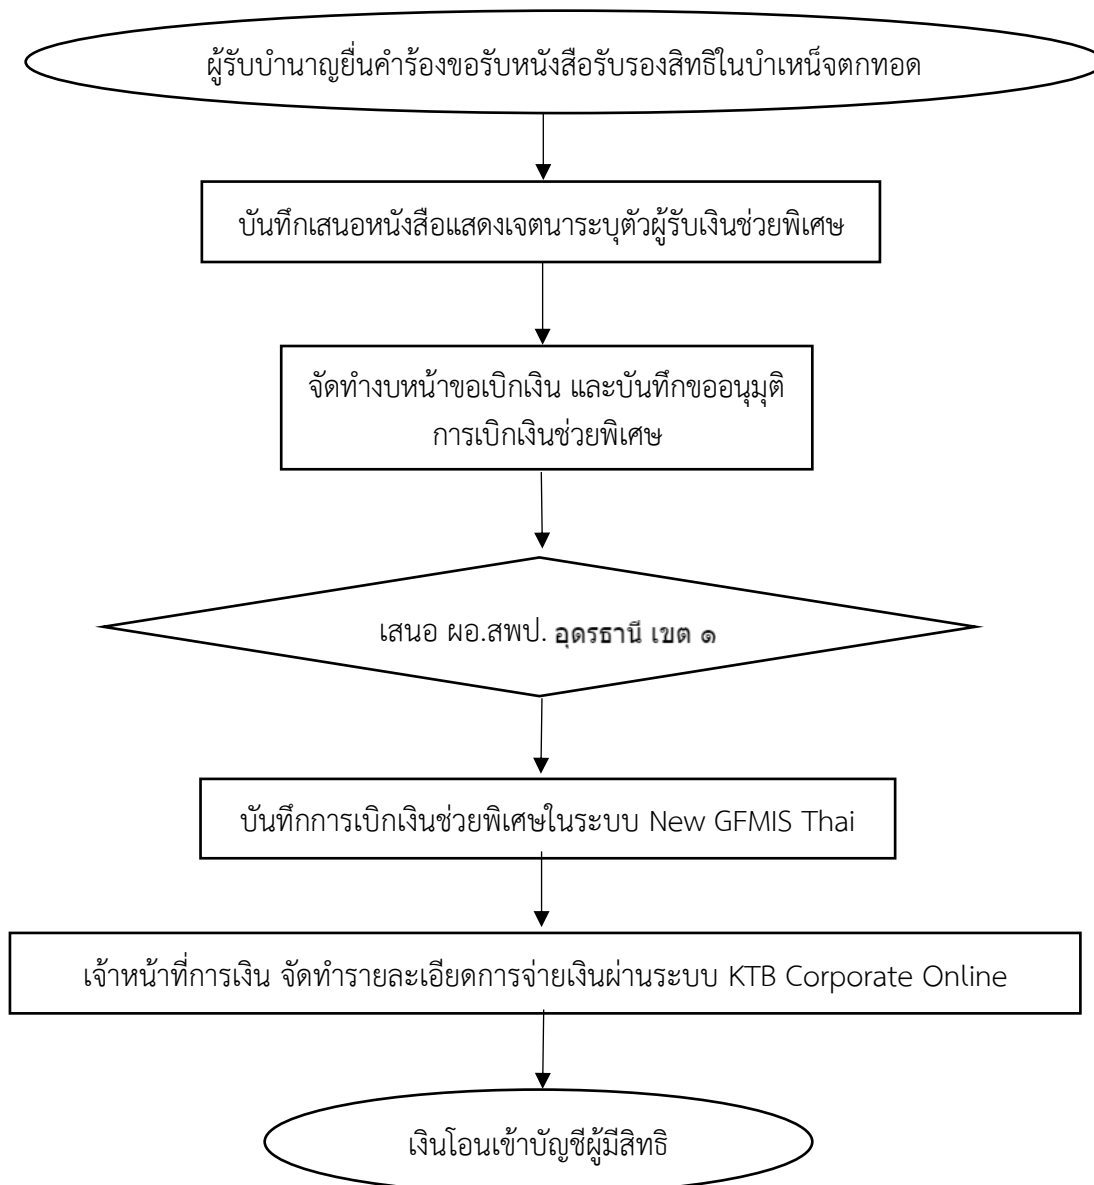 ผู้รับบำนาญยื่นคำร้องขอรับหนังสือรับรองสิทธิในบำเหน็จตกทอด
บันทึกเสนอหนังสือแสดงเจตนาระบุตัวผู้รับเงินช่วยพิเศษ
จัดทำงบหน้าขอเบิกเงิน และบันทึกขออนุมุติ
การเบิกเงินช่วยพิเศษ
เสนอ ผอ.สพป. อุดรธานี เขต ๑
บันทึกการเบิกเงินช่วยพิเศษในระบบ New GFMIS Thai
เจ้าหน้าที่การเงิน จัดทำรายละเอียดการจ่ายเงินผ่านระบบ KTB Corporate Online
เงินโอนเข้าบัญชีผู้มีสิทธิ